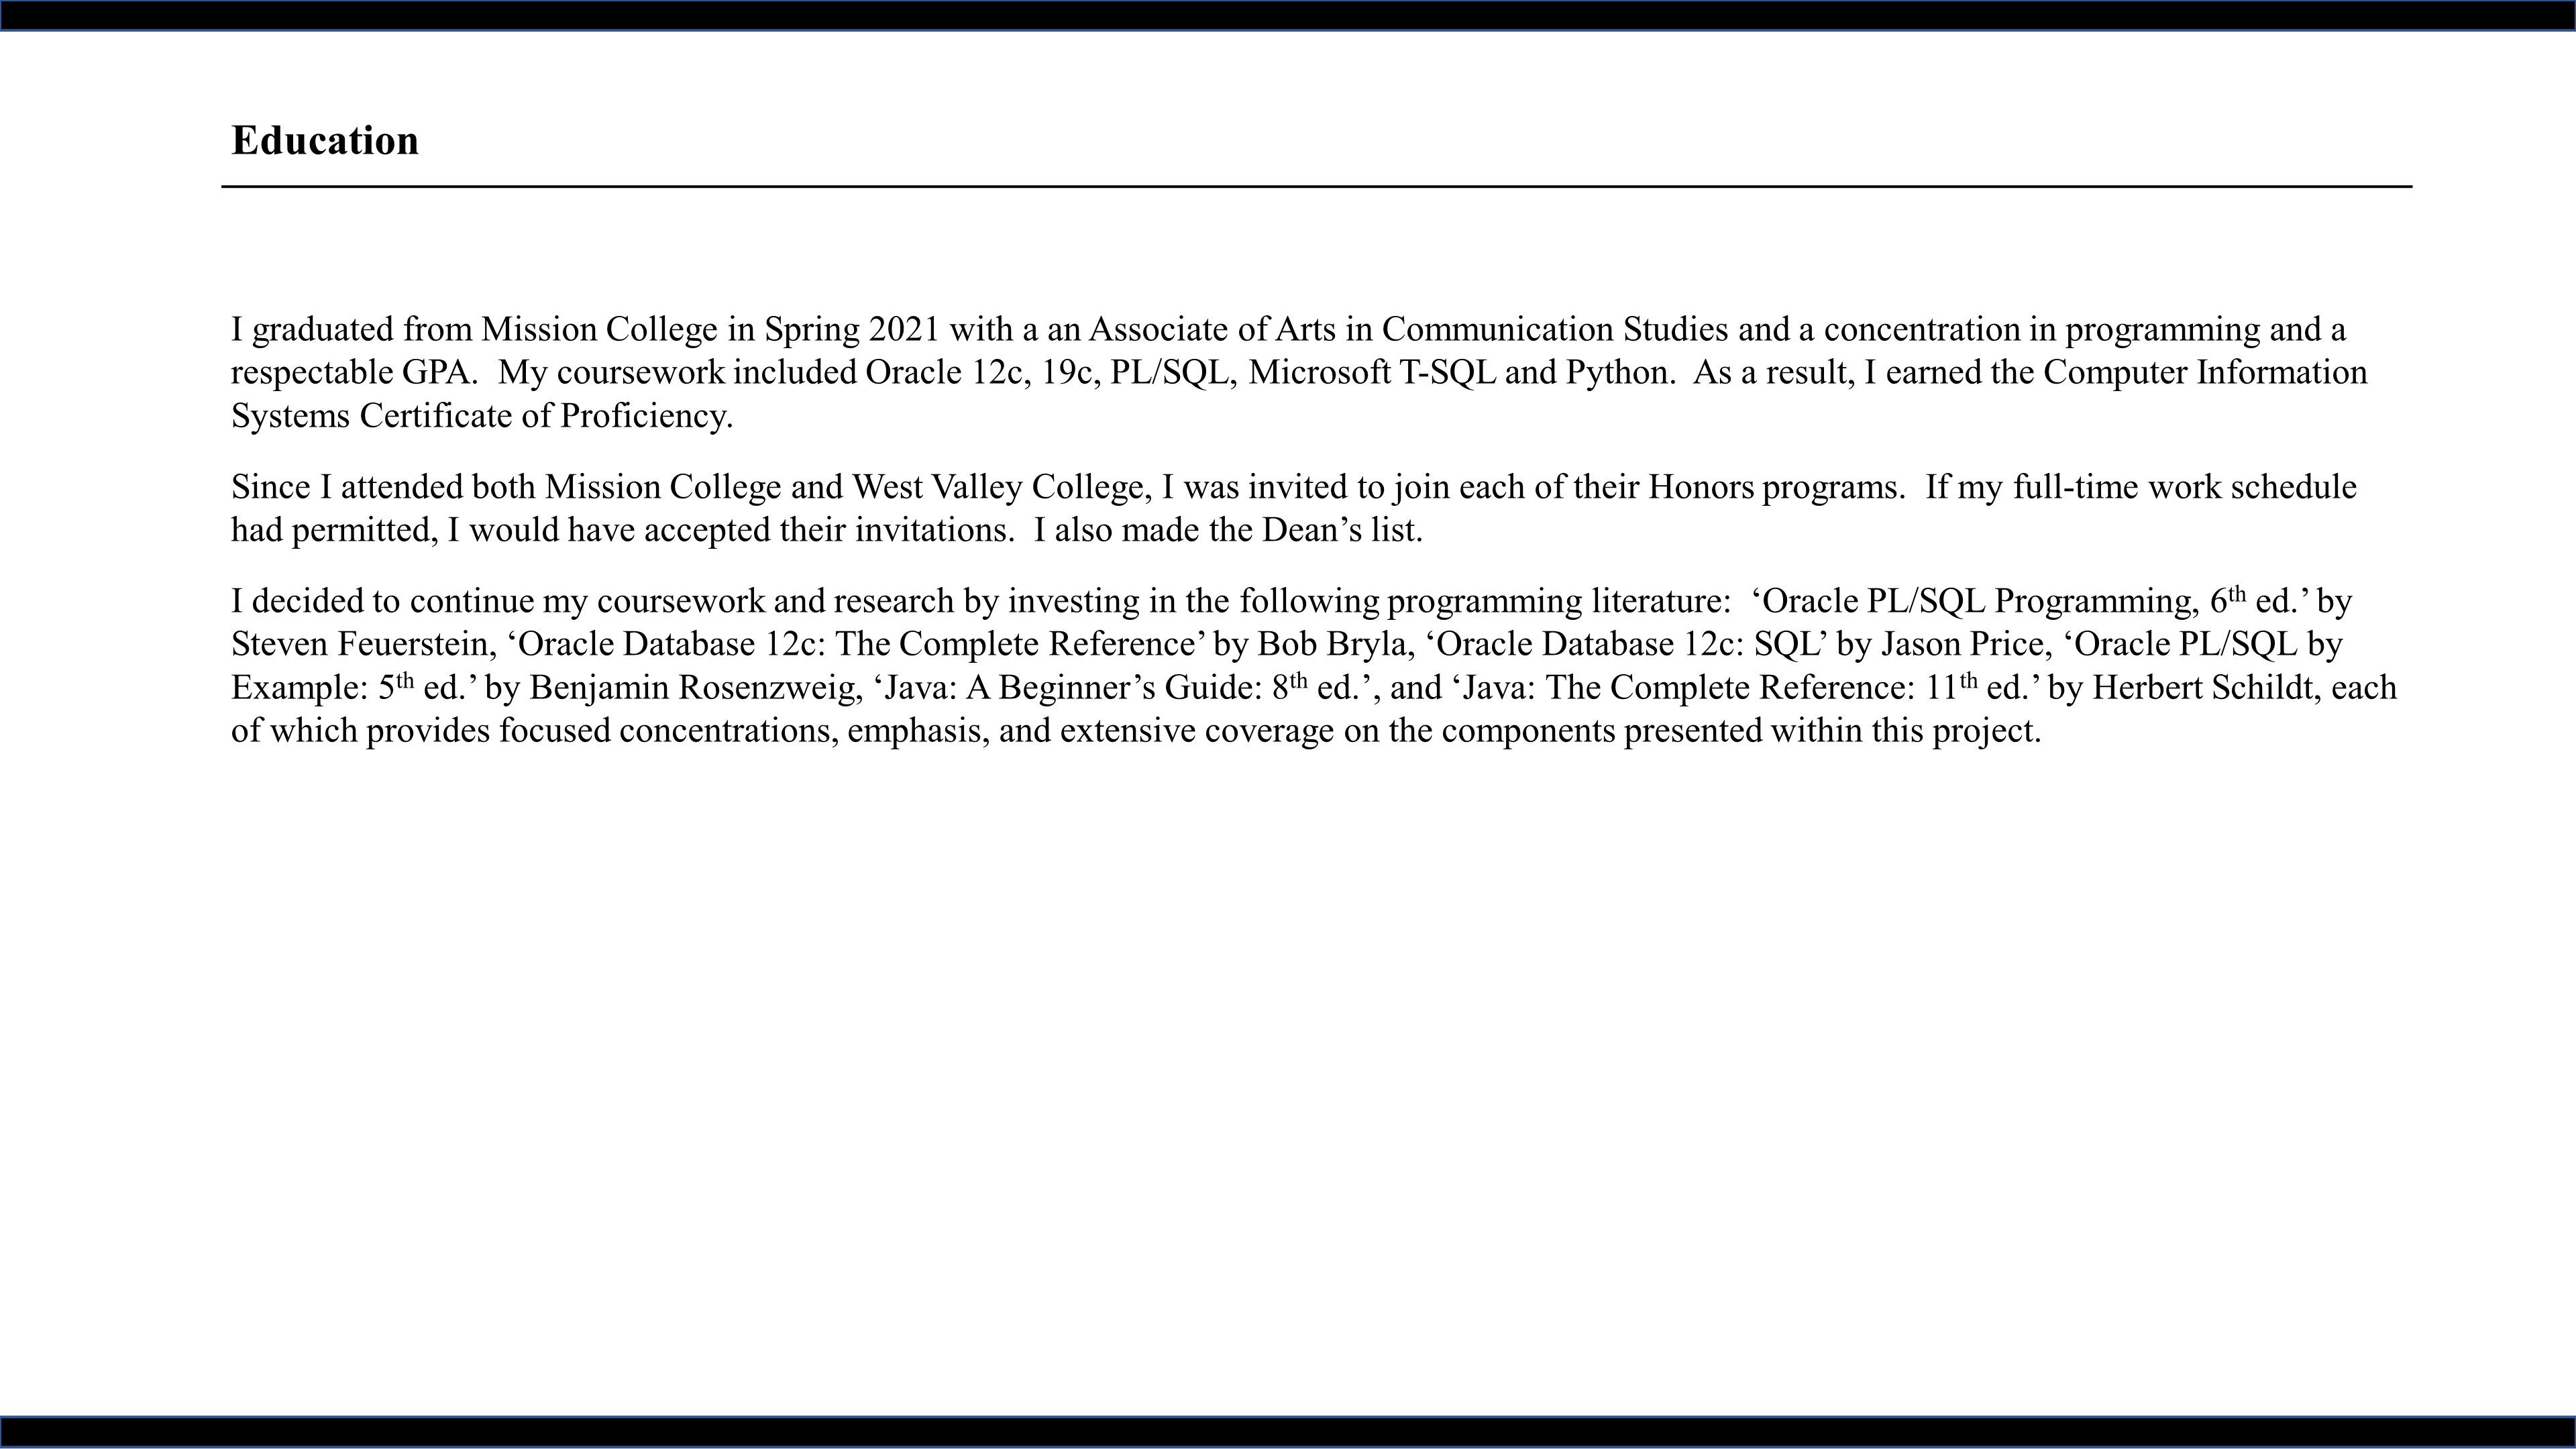 Education
I graduated from Mission College in Spring 2021 with a an Associate of Arts in Communication Studies and a concentration in programming and a
respectable GPA.  My coursework included Oracle 12c, 19c, PL/SQL, Microsoft T-SQL and Python.  As a result, I earned the Computer Information
Systems Certificate of Proficiency.
Since I attended both Mission College and West Valley College, I was invited to join each of their Honors programs.  If my full-time work schedule
had permitted, I would have accepted their invitations.  I also made the Dean’s list.
I decided to continue my coursework and research by investing in the following programming literature:  ‘Oracle PL/SQL Programming, 6th ed.’ by
Steven Feuerstein, ‘Oracle Database 12c: The Complete Reference’ by Bob Bryla, ‘Oracle Database 12c: SQL’ by Jason Price, ‘Oracle PL/SQL by
Example: 5th ed.’ by Benjamin Rosenzweig, ‘Java: A Beginner’s Guide: 8th ed.’, and ‘Java: The Complete Reference: 11th ed.’ by Herbert Schildt, each
of which provides focused concentrations, emphasis, and extensive coverage on the components presented within this project.